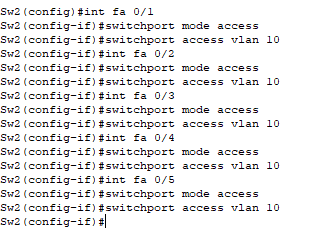 Sw2(config)#int fa 0/1
Sw2(config-if)#switchport mode access
Sw2(config-if)#switchport access vlan 10
Sw2(config-if)#int fa 0/2
Sw2(config-if)#switchport mode access
Sw2(config-if)#switchport access vlan 10
Sw2(config-if)#int fa 0/3
Sw2(config-if)#switchport mode access
Sw2(config-if)#switchport access vlan 10
Sw2(config-if)#int fa 0/4
Sw2(config-if)#switchport mode access
Sw2(config-if)#switchport access vlan 10
Sw2(config-if)#int fa 0/5
Sw2(config-if)#switchport mode access
Sw2(config-if)#switchport access vlan 10
Sw2(config-if)#